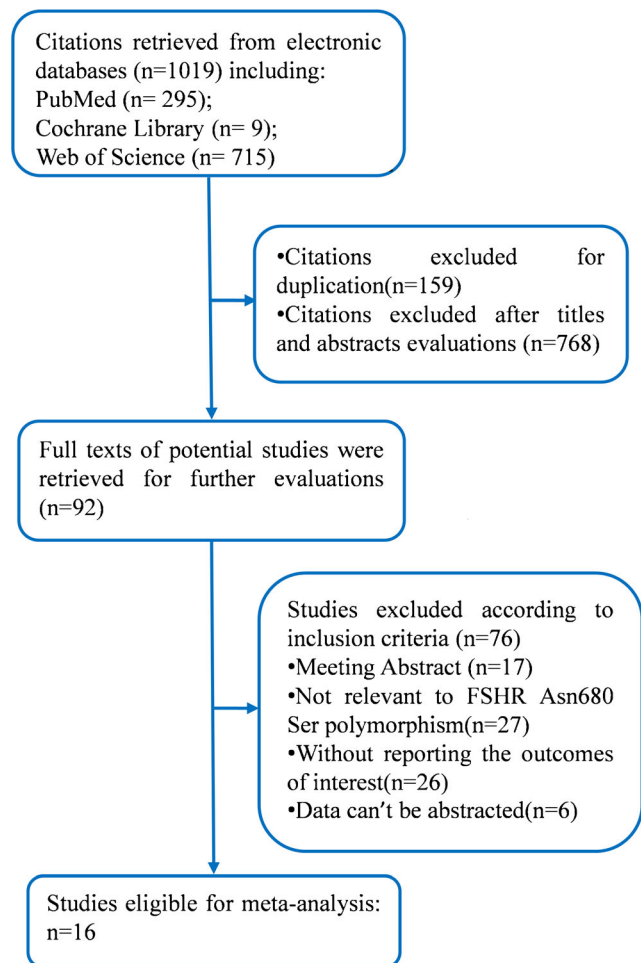 Citations retrieved from electronic
databases (n=1019) including:
PubMed (n= 295);
Cochrane Library (n= 9);
Web of Science (n= 715)
•Citations excluded for
duplication(n=159)
•Citations excluded after titles
and abstracts evaluations (n=768)
Full texts of potential studies were
retrieved for further evaluations
(n=92)
Studies excluded according to
inclusion criteria (n=76)
•Meeting Abstract (n=17)
•Not relevant to FSHR Asn680
Ser polymorphism(n=27)
•Without reporting the outcomes
of interest(n=26)
•Data can't be abstracted(n=6)
Studies eligible for meta-analysis:
n=16